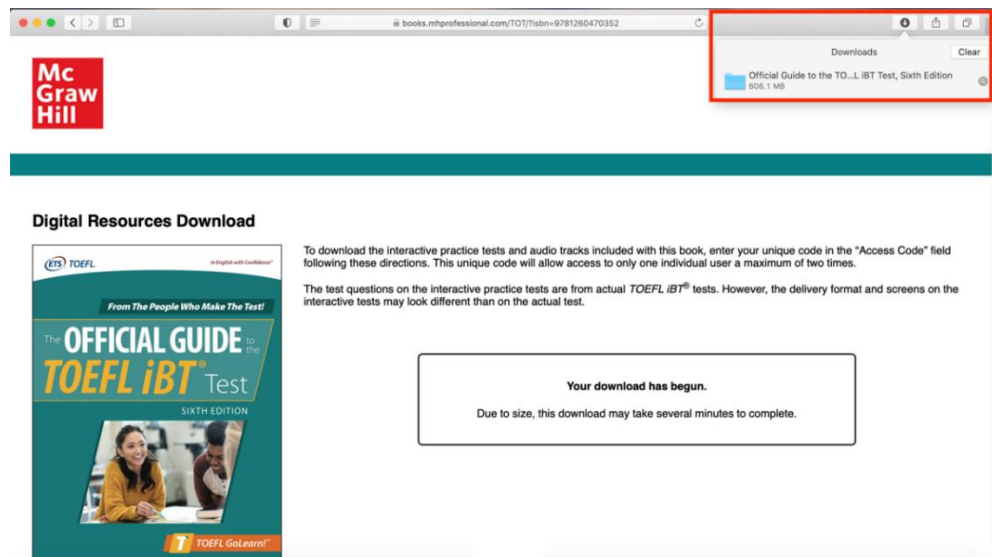 books.mhprofessional.com/TOT/?isbn=9781260470352
Downloads
Clear
Official Guide to the TO...L iBT Test, Sixth Edition
606.1 MB
Mc
Graw
Hill
Digital Resources Download
ETS TOEFL
In English with Confidence™
From The People Who Make The Test!
The OFFICIAL GUIDE to the
TOEFL iBT® Test
SIXTH EDITION
TOEFL GoLearn!™
To download the interactive practice tests and audio tracks included with this book, enter your unique code in the "Access Code" field
following these directions. This unique code will allow access to only one individual user a maximum of two times.
The test questions on the interactive practice tests are from actual TOEFL iBT® tests. However, the delivery format and screens on the
interactive tests may look different than on the actual test.
Your download has begun.
Due to size, this download may take several minutes to complete.